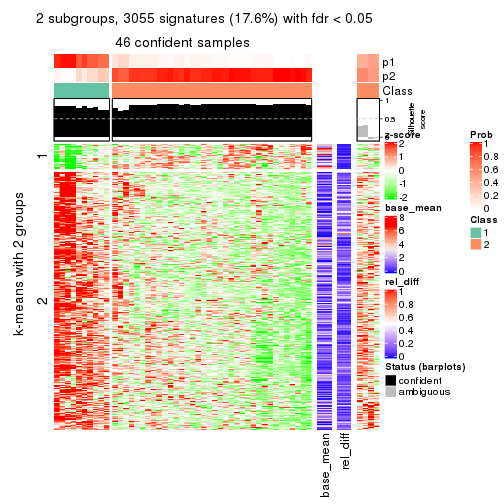 2 subgroups, 3055 signatures (17.6%) with fdr < 0.05
46 confident samples
p1
p2
Class
1
0.5
0
Silhouette
score
k-means with 2 groups
1
2
base_mean
rel_diff
z-score
2
1
0
-1
-2
base_mean
8
6
4
2
0
rel_diff
1
0.8
0.6
0.4
0.2
0
Status (barplots)
confident
ambiguous
Prob
1
0.8
0.6
0.4
0.2
0
Class
1
2